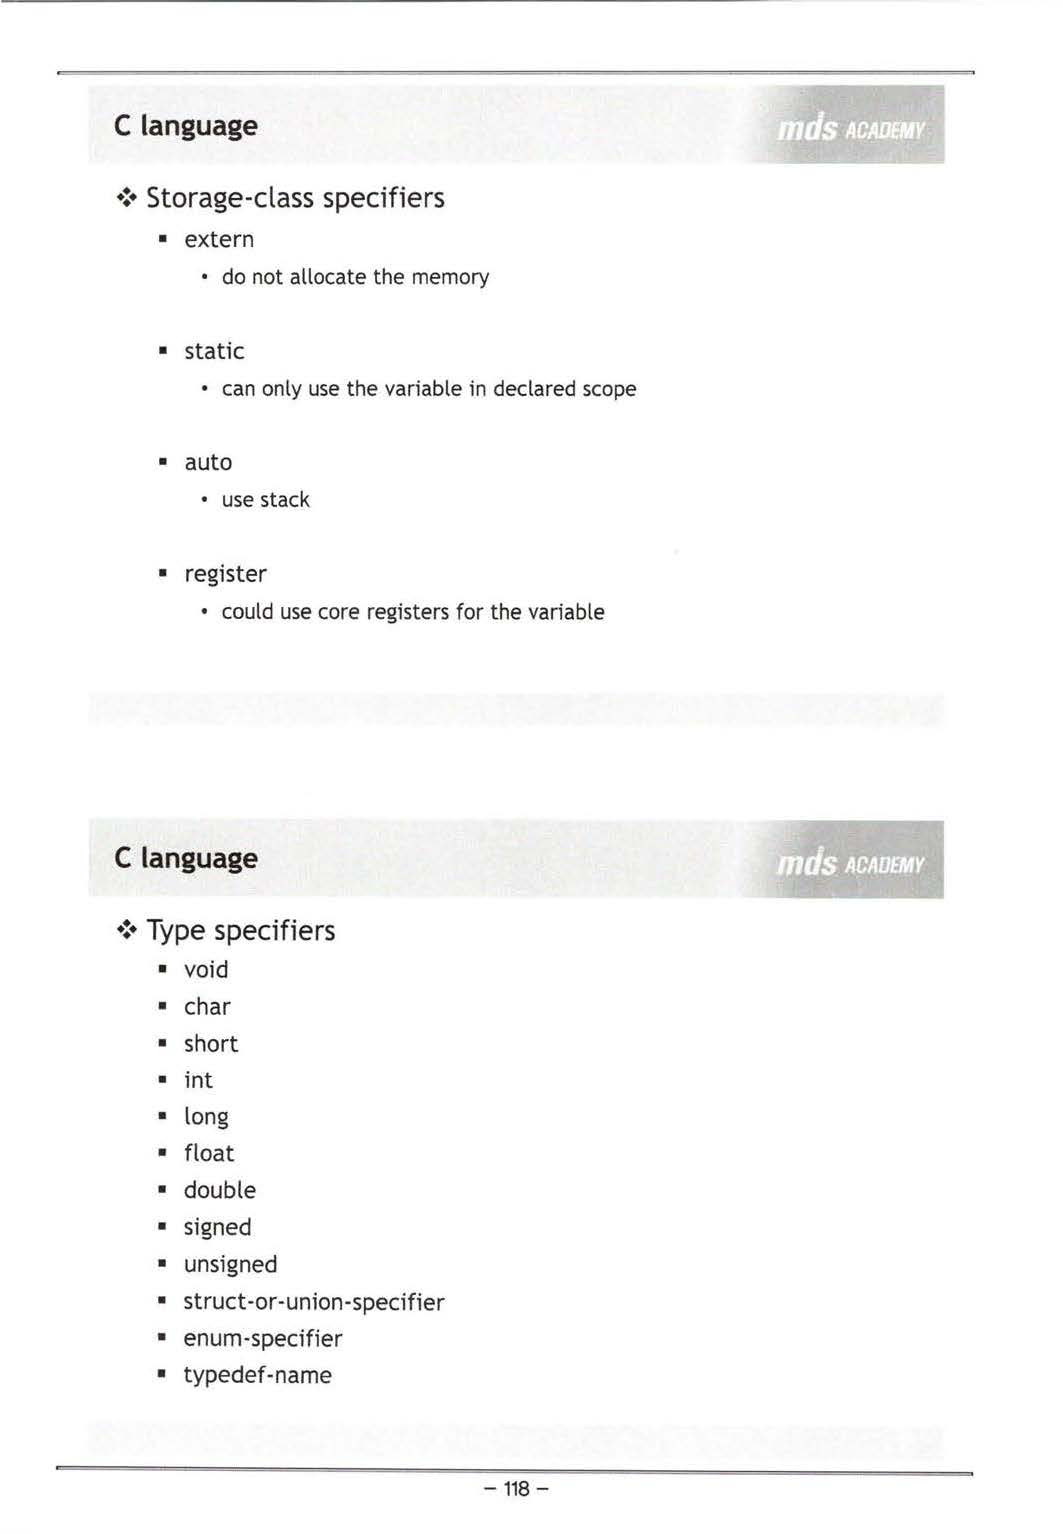 C language
mds ACADEMY
❖ Storage-class specifiers
▪ extern
• do not allocate the memory
▪ static
• can only use the variable in declared scope
▪ auto
• use stack
▪ register
• could use core registers for the variable
C language
mds ACADEMY
❖ Type specifiers
▪ void
▪ char
▪ short
▪ int
▪ long
▪ float
▪ double
▪ signed
▪ unsigned
▪ struct-or-union-specifier
▪ enum-specifier
▪ typedef-name
– 118 –